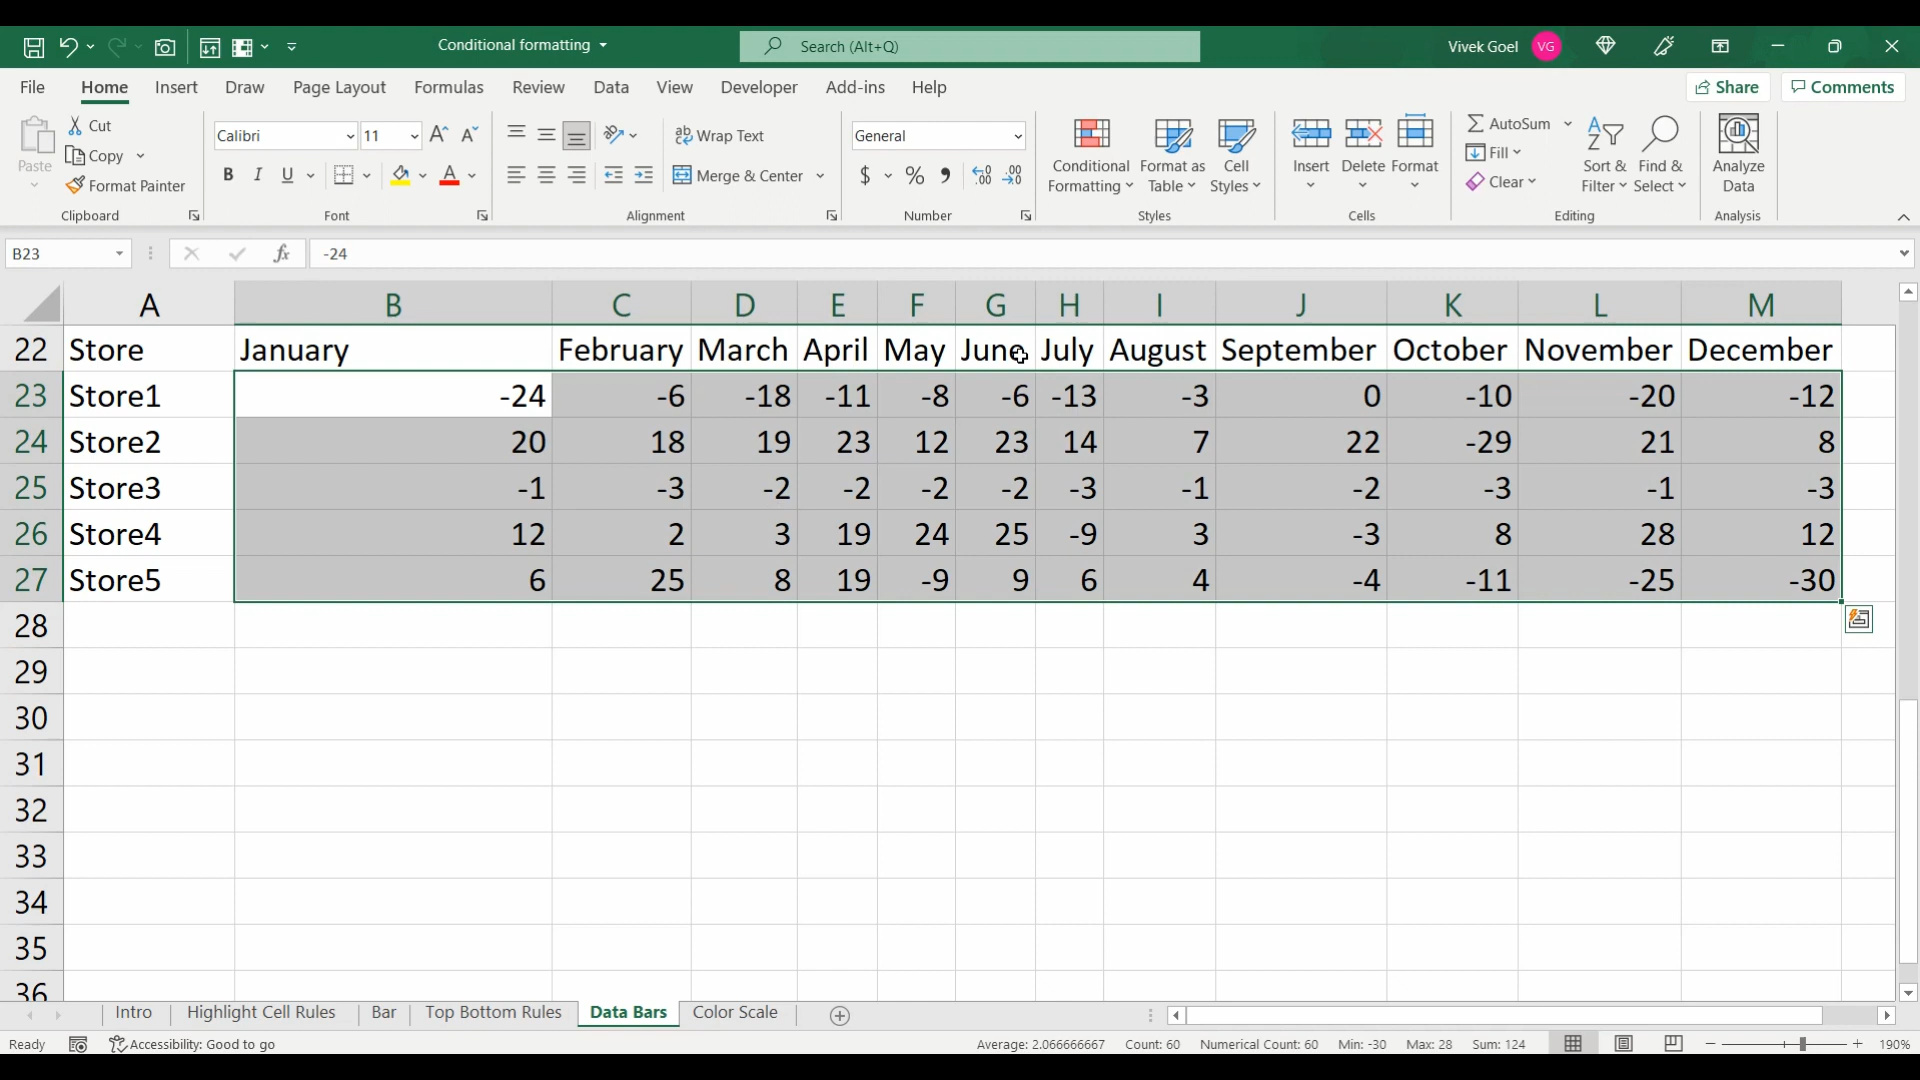 Conditional formatting
Search (Alt+Q)
Vivek Goel
VG
File Home Insert Draw Page Layout Formulas Review Data View Developer Add-ins Help
Share
Comments
Paste
Cut
Copy
Format Painter
Clipboard
Calibri
11
B I U
Font
Wrap Text
Merge & Center
Alignment
General
$ % ,
Number
Conditional Formatting
Format as Table
Cell Styles
Styles
Insert Delete Format
Cells
AutoSum
Fill
Clear
Sort & Filter
Find & Select
Editing
Analyze Data
Analysis
B23 fx -24
A B C D E F G H I J K L M
22 Store January February March April May June July August September October November December
23 Store1 -24 -6 -18 -11 -8 -6 -13 -3 0 -10 -20 -12
24 Store2 20 18 19 23 12 23 14 7 22 -29 21 8
25 Store3 -1 -3 -2 -2 -2 -2 -3 -1 -2 -3 -1 -3
26 Store4 12 2 3 19 24 25 -9 3 -3 8 28 12
27 Store5 6 25 8 19 -9 9 6 4 -4 -11 -25 -30
28
29
30
31
32
33
34
35
36
Intro Highlight Cell Rules Bar Top Bottom Rules Data Bars Color Scale
Ready Accessibility: Good to go Average: 2.066666667 Count: 60 Numerical Count: 60 Min: -30 Max: 28 Sum: 124 190%